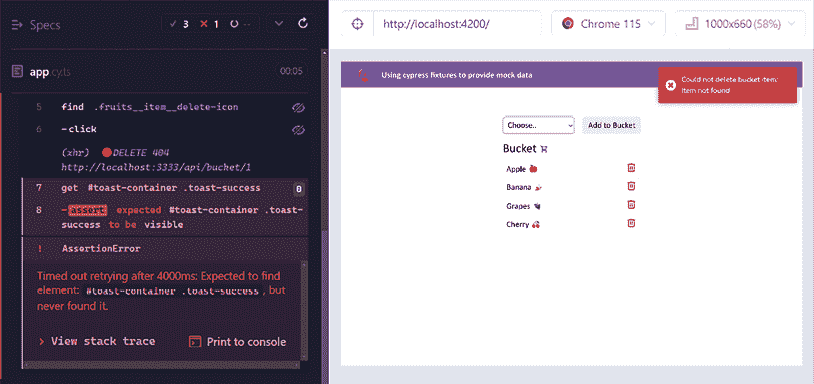 Specs
3
1
--
http://localhost:4200/
Chrome 115
1000x660 (58%)
app.cy.ts
00:05
5 find .fruits__item__delete-icon
6 -click
(xhr) DELETE 404
http://localhost:3333/api/bucket/1
7 get #toast-container .toast-success
8 -assert expected #toast-container .toast-
success to be visible
! AssertionError
Timed out retrying after 4000ms: Expected to find
element: #toast-container .toast-success, but
never found it.
> View stack trace
Print to console
Using cypress fixtures to provide mock data
Could not delete bucket item:
Item not found
Choose..
Add to Bucket
Bucket
Apple
Banana
Grapes
Cherry